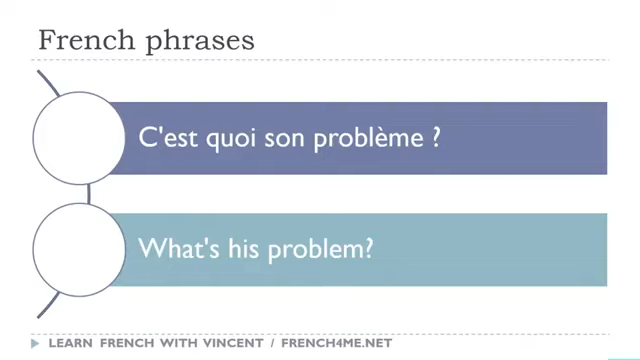 French phrases
C'est quoi son problème ?
What's his problem?
LEARN FRENCH WITH VINCENT / FRENCH4ME.NET